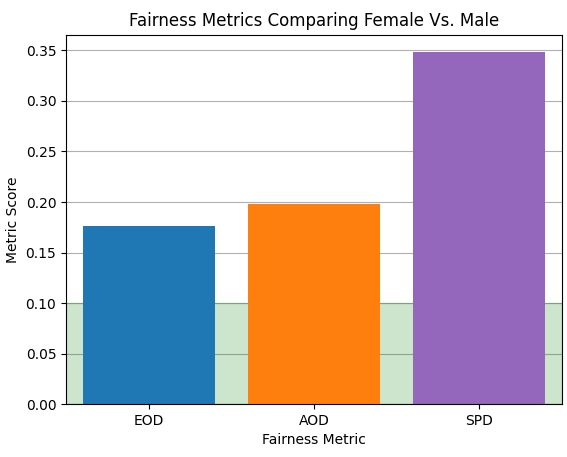 Fairness Metrics Comparing Female Vs. Male
0.35
0.30
0.25
0.20
0.15
0.10
0.05
0.00
Metric Score
EOD AOD SPD
Fairness Metric